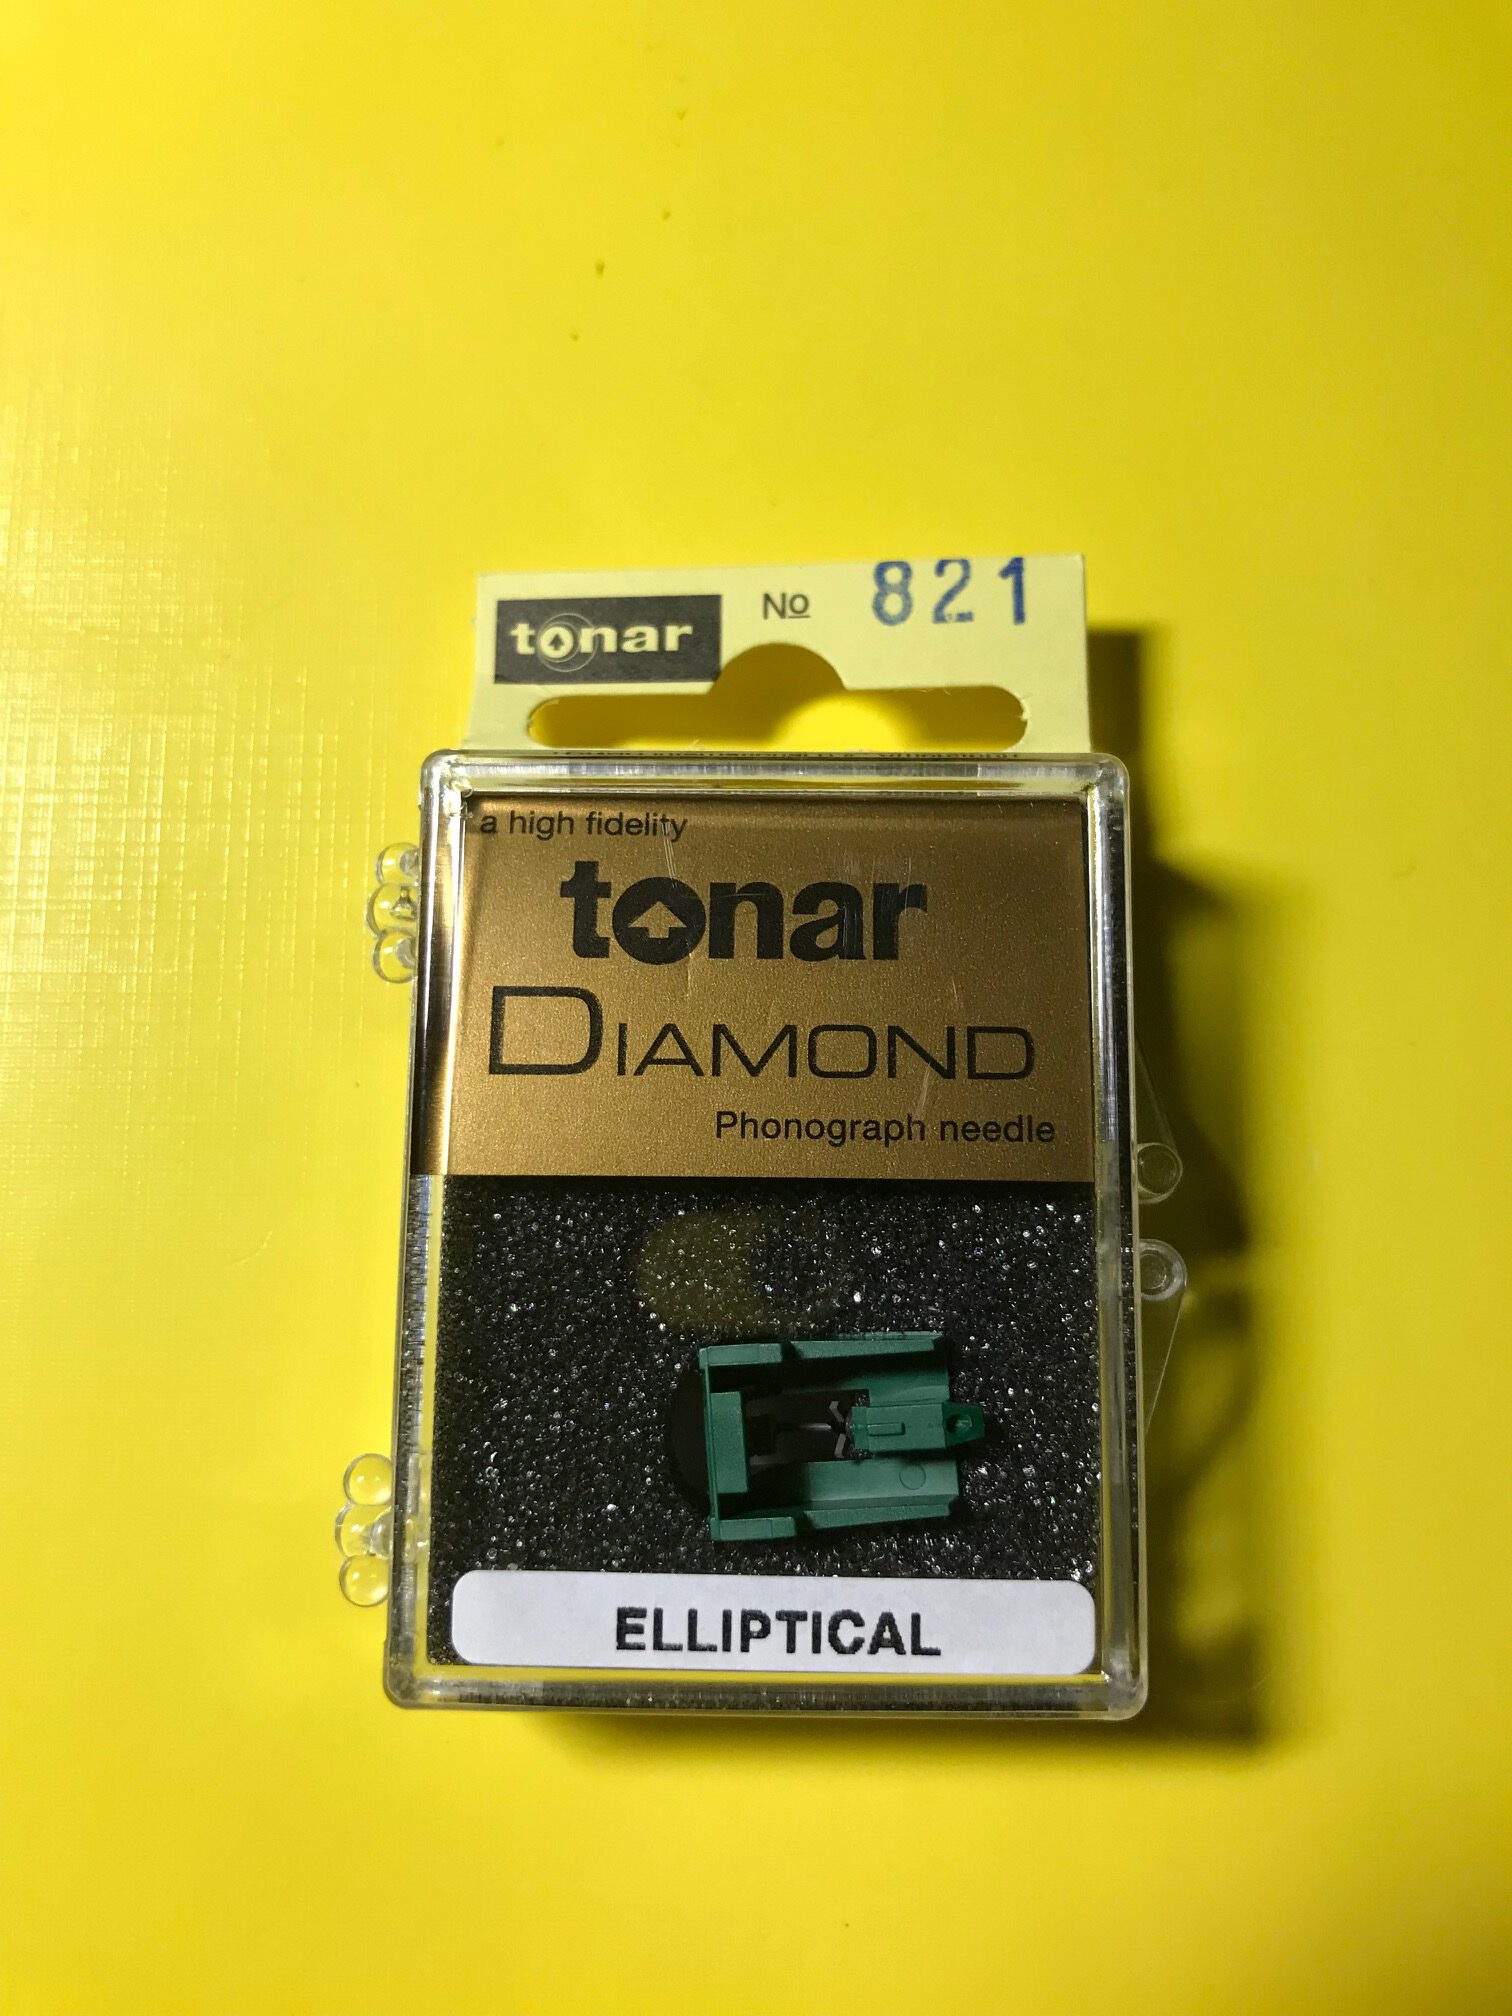 tonar No 821
a high fidelity
tonar
DIAMOND
Phonograph needle
ELLIPTICAL